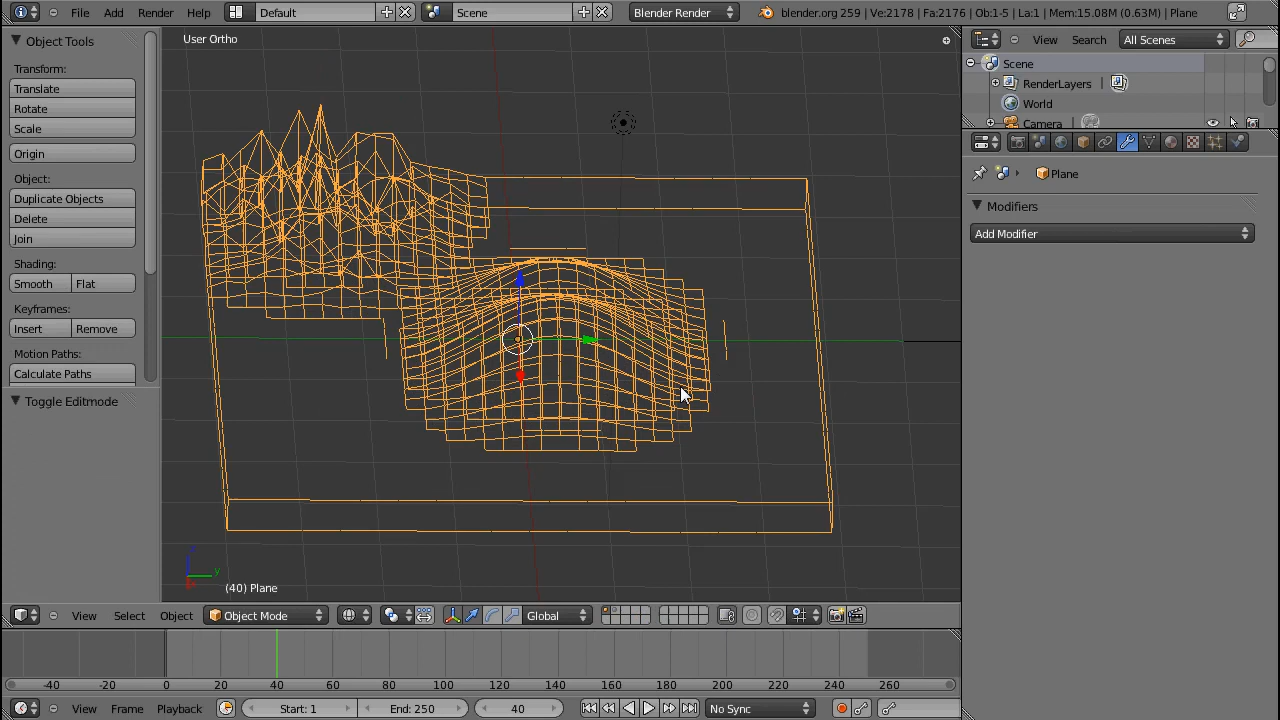 File Add Render Help Default Scene Blender Render blender.org 259 | Ve:2178 | Fa:2176 | Ob:1-5 | La:1 | Mem:15.08M (0.63M) | Plane
Object Tools
Transform:
Translate
Rotate
Scale
Origin
Object:
Duplicate Objects
Delete
Join
Shading:
Smooth Flat
Keyframes:
Insert Remove
Motion Paths:
Calculate Paths
Toggle Editmode
User Ortho
z
y
(40) Plane
View Select Object Object Mode Global
View Search All Scenes
Scene
RenderLayers |
World
Camera |
Plane
Modifiers
Add Modifier
-40 -20 0 20 40 60 80 100 120 140 160 180 200 220 240 260
View Frame Playback Start: 1 End: 250 40 No Sync